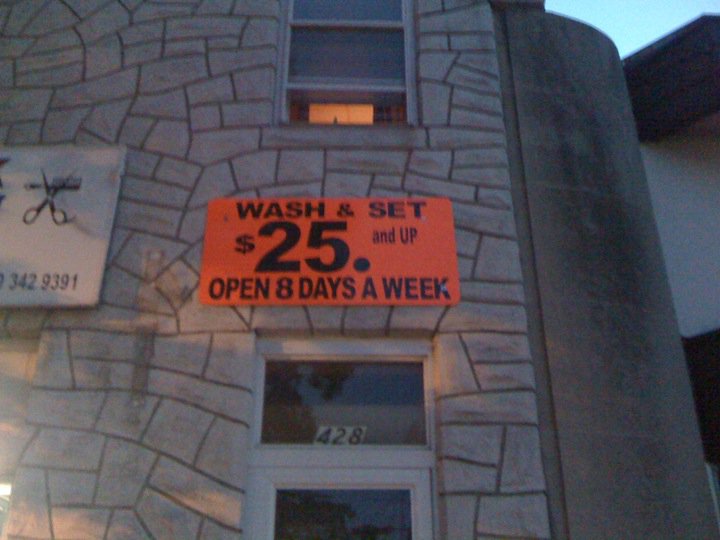 WASH & SET
$25. and UP
OPEN 8 DAYS A WEEK
342 9391
428